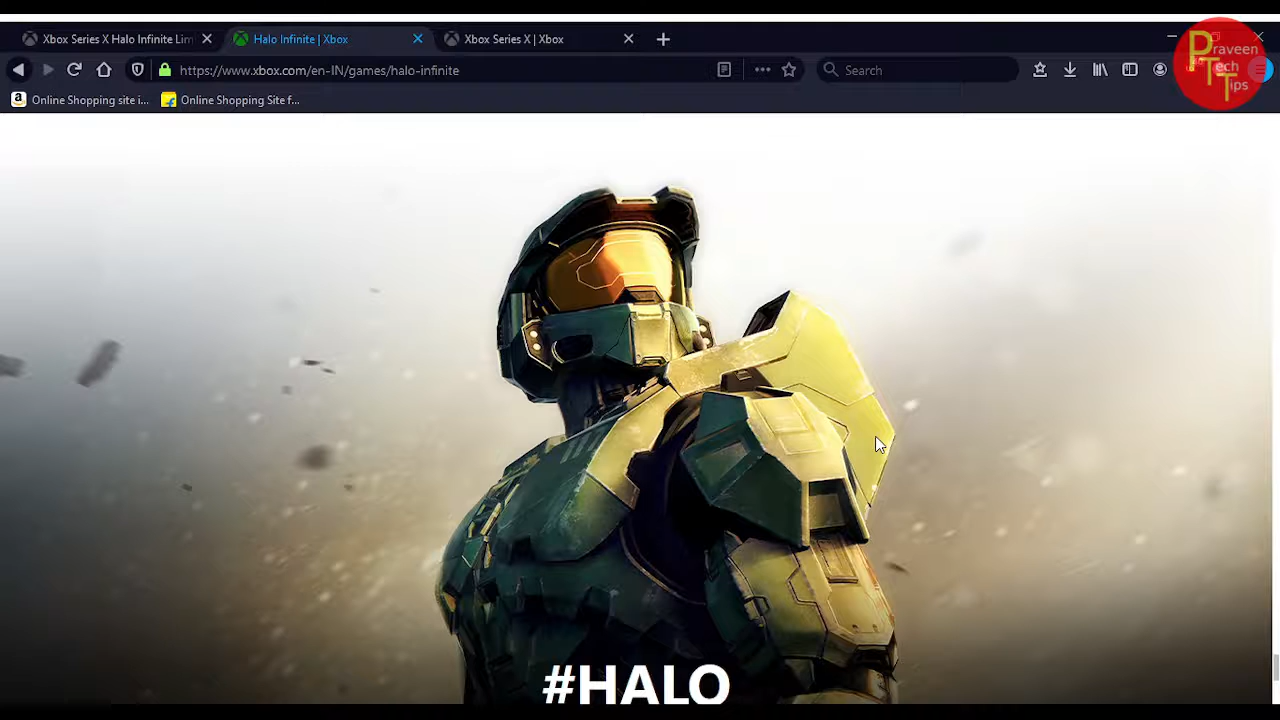 Xbox Series X Halo Infinite Lim
Halo Infinite | Xbox
Xbox Series X | Xbox
https://www.xbox.com/en-IN/games/halo-infinite
Search
Online Shopping site i...
Online Shopping Site f...
Praveen
Tech
Tips
#HALO